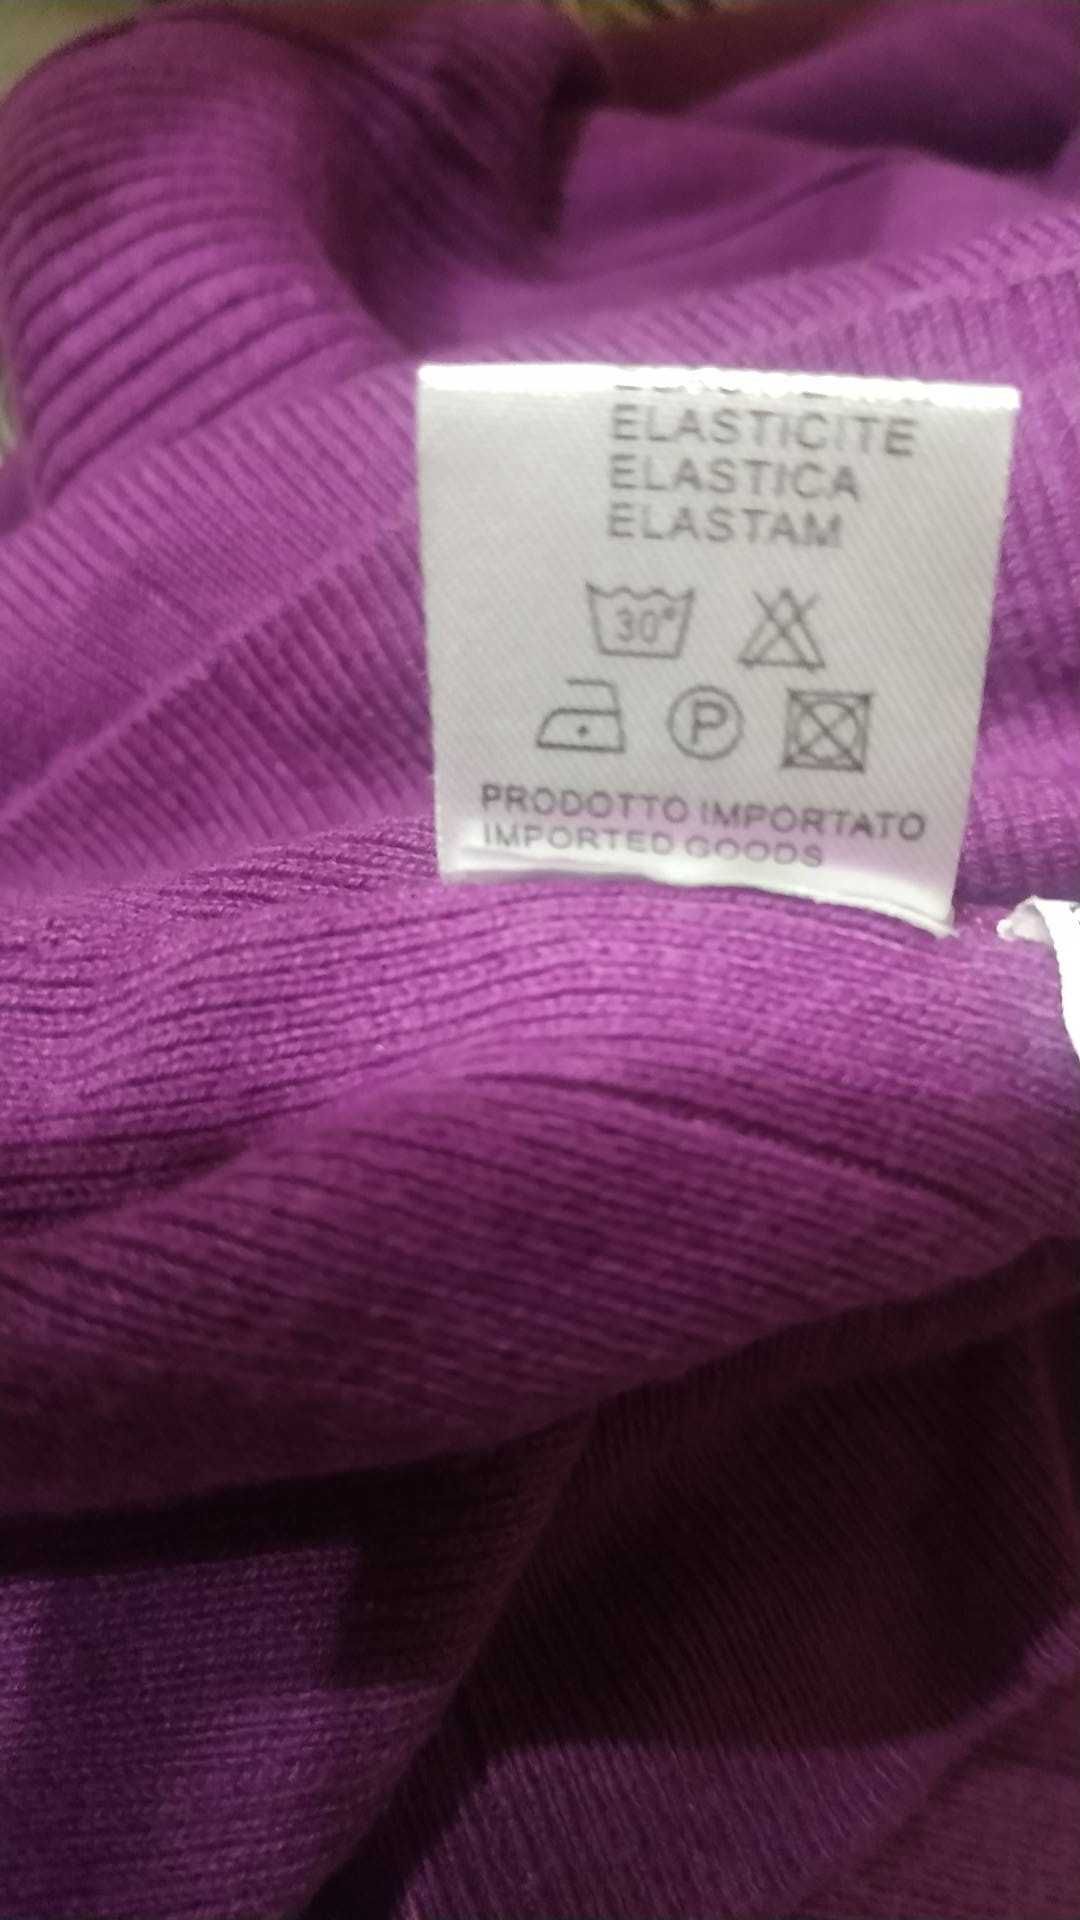 ELASTICITE
ELASTICA
ELASTAM
30°
P
PRODOTTO IMPORTATO
IMPORTED GOODS